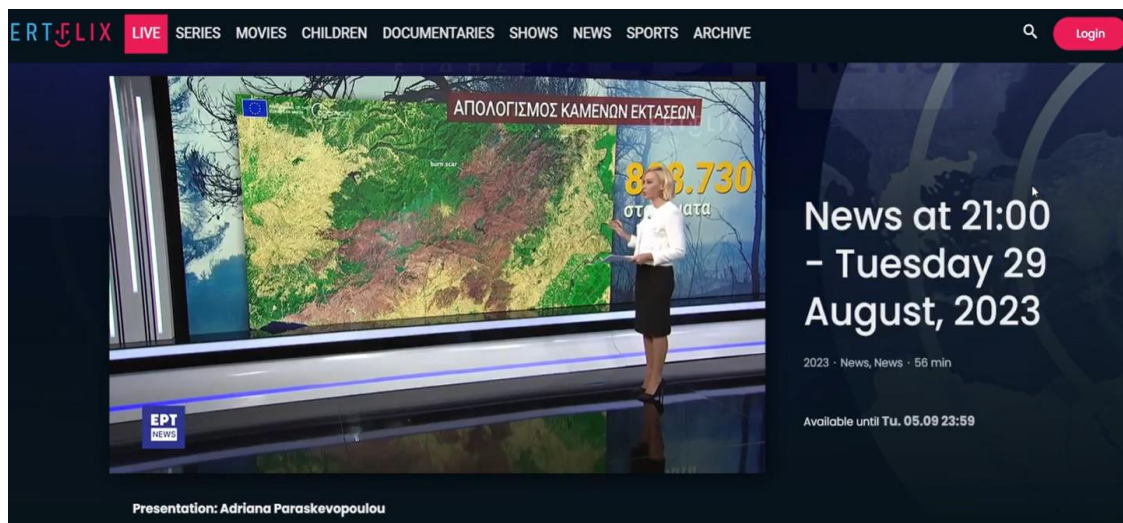 ERTFLIX LIVE SERIES MOVIES CHILDREN DOCUMENTARIES SHOWS NEWS SPORTS ARCHIVE Login
ΑΠΟΛΟΓΙΣΜΟΣ ΚΑΜΕΝΩΝ ΕΚΤΑΣΕΩΝ
burn scar
News at 21:00
- Tuesday 29
August, 2023
2023 · News, News · 56 min
Available until Tu. 05.09 23:59
ΕΡΤ
NEWS
Presentation: Adriana Paraskevopoulou